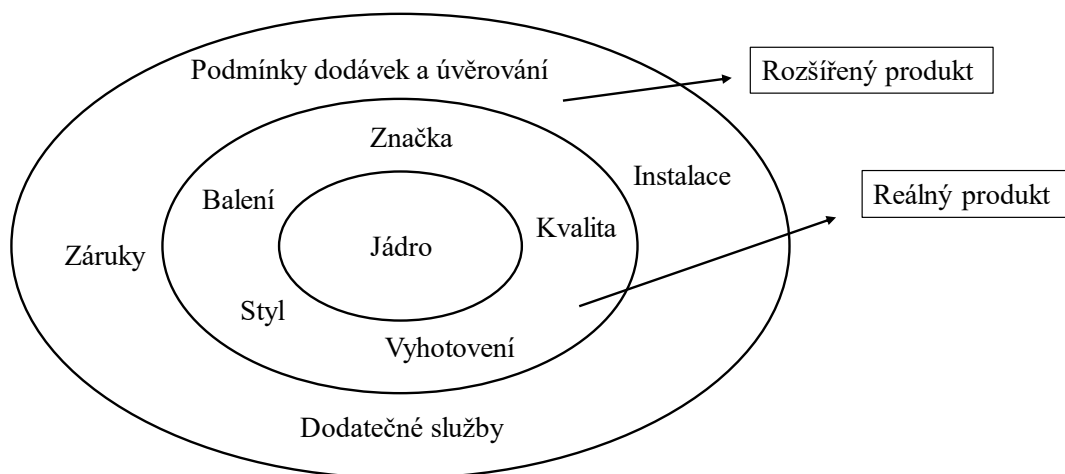 Podmínky dodávek a úvěrování
Rozšířený produkt
Značka
Instalace
Reálný produkt
Balení
Kvalita
Jádro
Záruky
Styl
Vyhotovení
Dodatečné služby